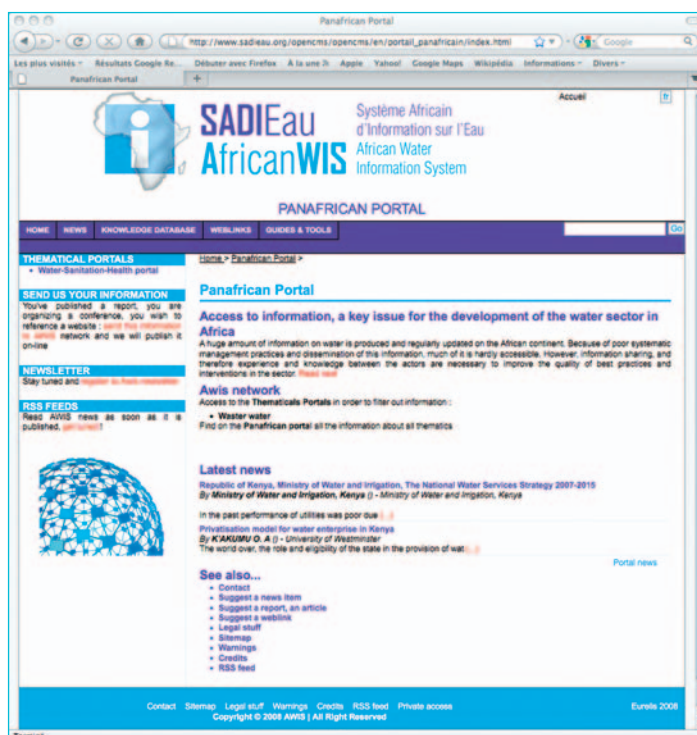 Panafrican Portal
http://www.sadieau.org/opencms/opencms/en/portail_panafricain/index.html
Google
Les plus visités Résultats Google Re... Débuter avec Firefox À la une Apple Yahoo! Google Maps Wikipédia Informations Divers
Panafrican Portal
Accueil fr
SADIEau
AfricanWIS
Système Africain
d'Information sur l'Eau
African Water
Information System
PANAFRICAN PORTAL
HOME NEWS KNOWLEDGE DATABASE WEBLINKS GUIDES & TOOLS Go
THEMATICAL PORTALS
• Water-Sanitation-Health portal
SEND US YOUR INFORMATION
You've published a report, you are
organizing a conference, you wish to
reference a website : send this information
to AWIS network and we will publish it
on-line
NEWSLETTER
Stay tuned and register to Awis newsletter
RSS FEEDS
Read AWIS news as soon as it is
published, get tuned !
Home > Panafrican Portal >
Panafrican Portal
Access to information, a key issue for the development of the water sector in
Africa
A huge amount of information on water is produced and regularly updated on the African continent. Because of poor systematic
management practices and dissemination of this information, much of it is hardly accessible. However, information sharing, and
therefore experience and knowledge between the actors are necessary to improve the quality of best practices and
interventions in the sector. Read next
Awis network
Access to the Thematicals Portals in order to filter out information :
• Waster water
Find on the Panafrican portal all the information about all thematics
Latest news
Republic of Kenya, Ministry of Water and Irrigation, The National Water Services Strategy 2007-2015
By Ministry of Water and Irrigation, Kenya () - Ministry of Water and Irrigation, Kenya
In the past performance of utilities was poor due [...]
Privatisation model for water enterprise in Kenya
By K'AKUMU O. A () - University of Westminster
The world over, the role and eligibility of the state in the provision of wat [...]
Portal news
See also...
• Contact
• Suggest a news item
• Suggest a report, an article
• Suggest a weblink
• Legal stuff
• Sitemap
• Warnings
• Credits
• RSS feed
Contact Sitemap Legal stuff Warnings Credits RSS feed Private access
Eurelis 2008
Copyright © 2008 AWIS | All Right Reserved